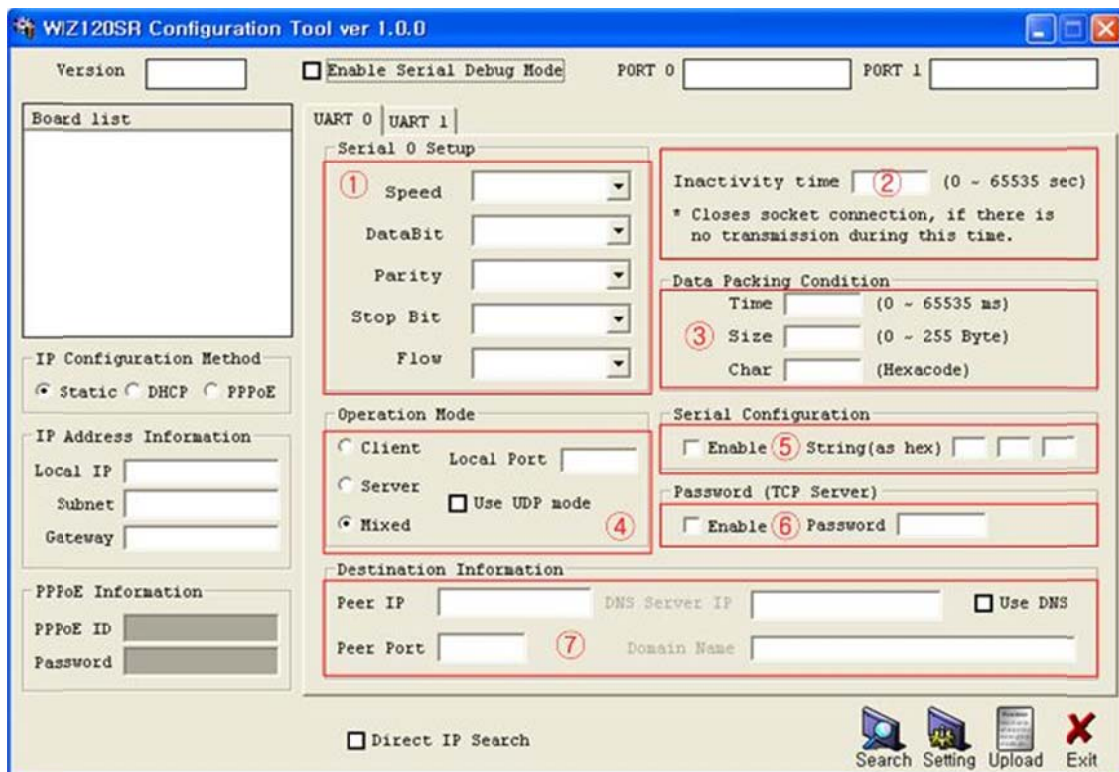 WIZ120SR Configuration Tool ver 1.0.0
Version
Enable Serial Debug Mode
PORT 0
PORT 1
Board list
UART 0
UART 1
Serial 0 Setup
①
Speed
DataBit
Parity
Stop Bit
Flow
Inactivity time ② (0 ~ 65535 sec)
* Closes socket connection, if there is
no transmission during this time.
Data Packing Condition
Time (0 ~ 65535 ms)
③ Size (0 ~ 255 Byte)
Char (Hexacode)
IP Configuration Method
Static DHCP PPPoE
Operation Mode
Client
Local Port
Server
Use UDP mode
Mixed
④
Serial Configuration
Enable ⑤ String(as hex)
Password (TCP Server)
Enable ⑥ Password
IP Address Information
Local IP
Subnet
Gateway
Destination Information
Peer IP
DNS Server IP
Use DNS
Peer Port
⑦
Domain Name
PPPoE Information
PPPoE ID
Password
Direct IP Search
Search Setting Upload Exit